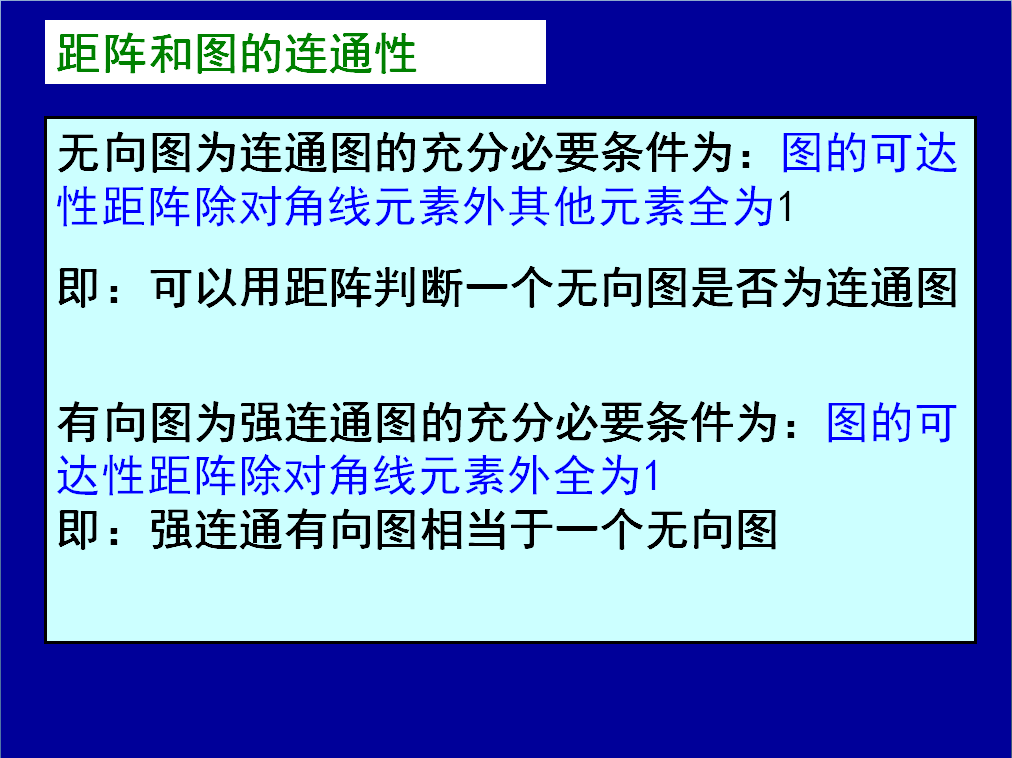 距阵和图的连通性
无向图为连通图的充分必要条件为：图的可达
性距阵除对角线元素外其他元素全为1
即：可以用距阵判断一个无向图是否为连通图
有向图为强连通图的充分必要条件为：图的可
达性距阵除对角线元素外全为1
即：强连通有向图相当于一个无向图